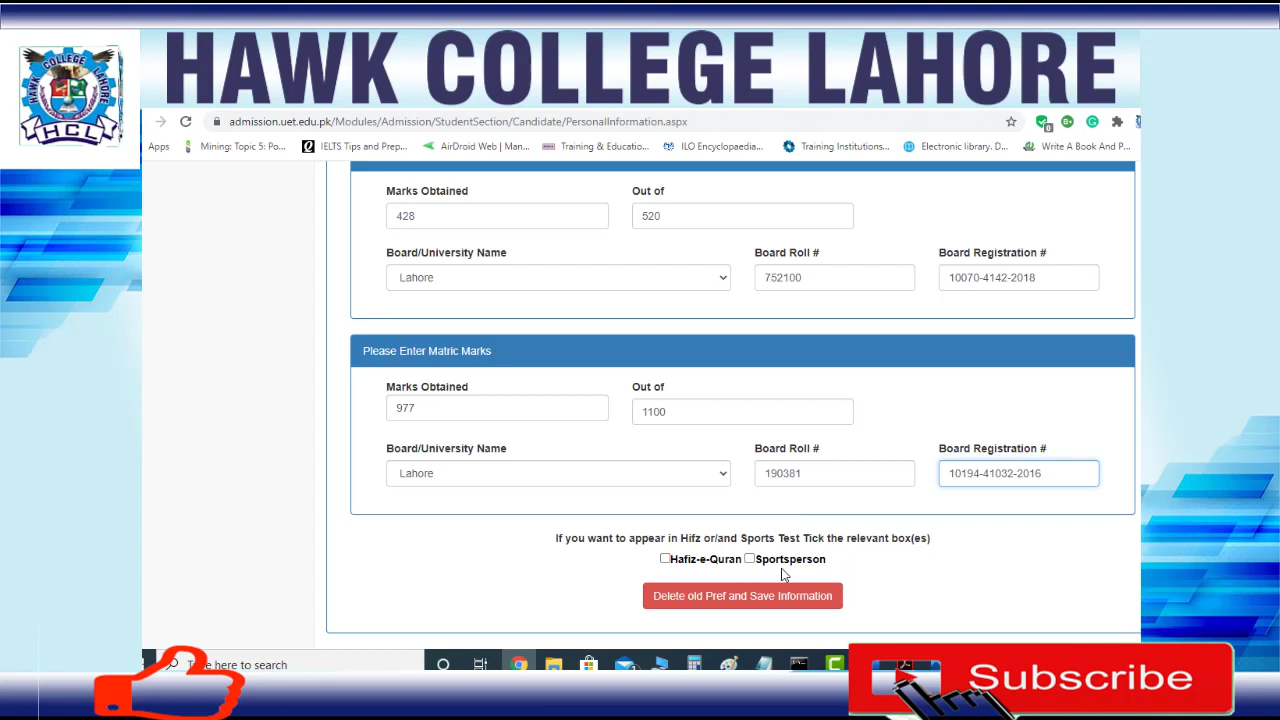 HAWK COLLEGE LAHORE
HAWK COLLEGE LAHORE
HCL
admission.uet.edu.pk/Modules/Admission/StudentSection/Candidate/PersonalInformation.aspx
Apps Mining: Topic 5: Po... IELTS Tips and Prep... AirDroid Web | Man... Training & Educatio... ILO Encyclopaedia... Training Institutions... Electronic library. D... Write A Book And P...
Marks Obtained Out of
428 520
Board/University Name Board Roll # Board Registration #
Lahore 752100 10070-4142-2018
Please Enter Matric Marks
Marks Obtained Out of
977 1100
Board/University Name Board Roll # Board Registration #
Lahore 190381 10194-41032-2016
If you want to appear in Hifz or/and Sports Test Tick the relevant box(es)
Hafiz-e-Quran Sportsperson
Delete old Pref and Save Information
here to search
Subscribe